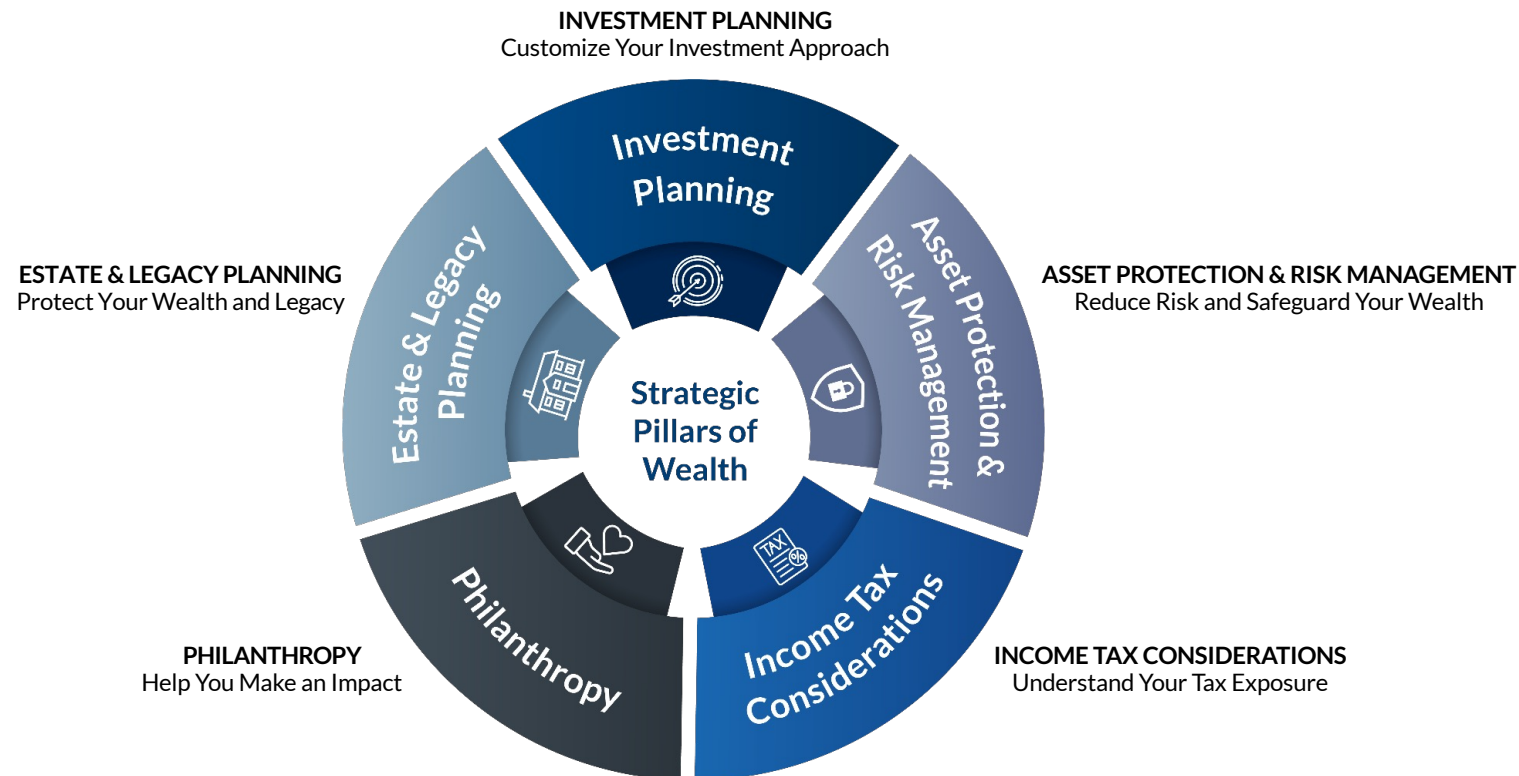 INVESTMENT PLANNING
Customize Your Investment Approach
Investment
Planning
Asset Protection &
Risk Management
ASSET PROTECTION & RISK MANAGEMENT
Reduce Risk and Safeguard Your Wealth
ESTATE & LEGACY PLANNING
Protect Your Wealth and Legacy
Estate & Legacy
Planning
Strategic
Pillars of
Wealth
TAX
%
Income Tax
Considerations
INCOME TAX CONSIDERATIONS
Understand Your Tax Exposure
Philanthropy
PHILANTHROPY
Help You Make an Impact